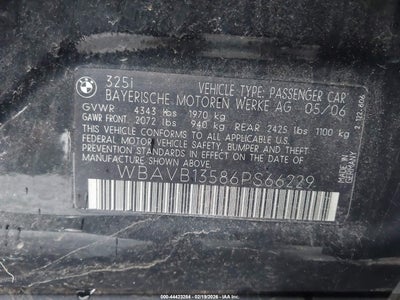 325i VEHICLE TYPE: PASSENGER CAR
BAYERISCHE MOTOREN WERKE AG 05/06
GVWR 4343 lbs 1970 kg
GAWR FRONT 2072 lbs 940 kg REAR 2425 lbs 1100 kg
THIS VEHICLE CONFORMS TO ALL APPLICABLE U.S.
FEDERAL MOTOR VEHICLE SAFETY, BUMPER, AND
THEFT PREVENTION STANDARDS IN EFFECT ON THE DATE
OF MANUFACTURE SHOWN ABOVE.
WBAVB13586PS66229
000-44423284 - 02/19/2026 -